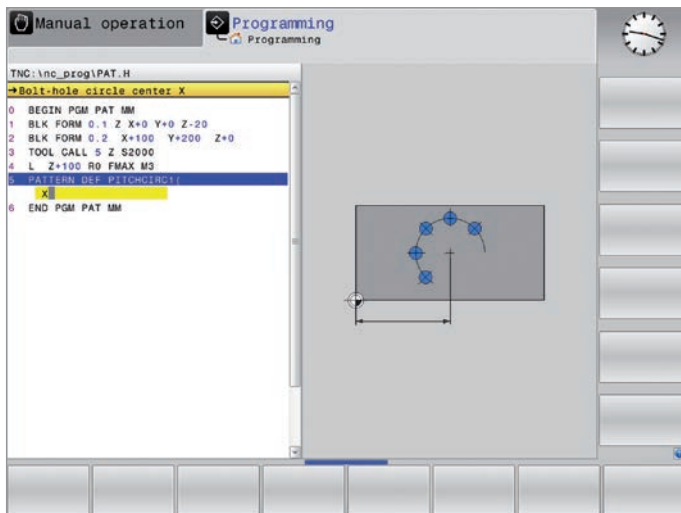 Manual operation
Programming
Programming
TNC:\nc_prog\PAT.H
→Bolt-hole circle center X
0 BEGIN PGM PAT MM
1 BLK FORM 0.1 Z X+0 Y+0 Z-20
2 BLK FORM 0.2 X+100 Y+200 Z+0
3 TOOL CALL 5 Z S2000
4 L Z+100 R0 FMAX M3
5 PATTERN DEF PITCHCIRC1(
X
6 END PGM PAT MM